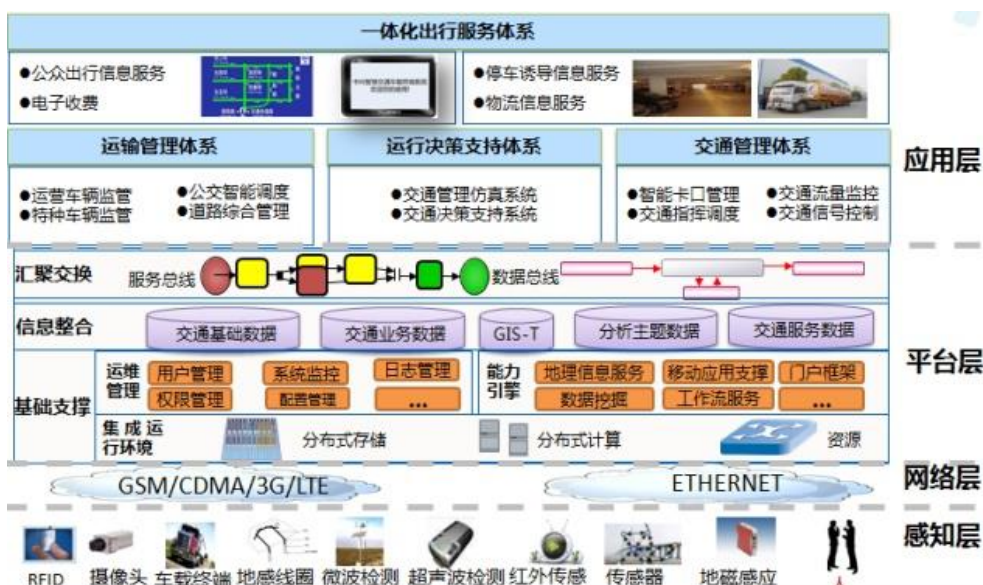 一体化出行服务体系
●公众出行信息服务
●电子收费
●停车诱导信息服务
●物流信息服务
运输管理体系
运行决策支持体系
交通管理体系
应用层
●运营车辆监管
●公交智能调度
●特种车辆监管
●道路综合管理
●交通管理仿真系统
●交通决策支持系统
●智能卡口管理
●交通流量监控
●交通指挥调度
●交通信号控制
汇聚交换
服务总线
数据总线
信息整合
交通基础数据
交通业务数据
GIS-T
分析主题数据
交通服务数据
平台层
基础支撑
运维
管理
用户管理
系统监控
日志管理
权限管理
配置管理
...
能力
引擎
地理信息服务
移动应用支撑
门户框架
数据挖掘
工作流服务
...
集成运
行环境
分布式存储
分布式计算
资源
GSM/CDMA/3G/LTE
ETHERNET
网络层
感知层
RFID
摄像头
车载终端
地感线圈
微波检测
超声波检测
红外传感
传感器
地磁感应